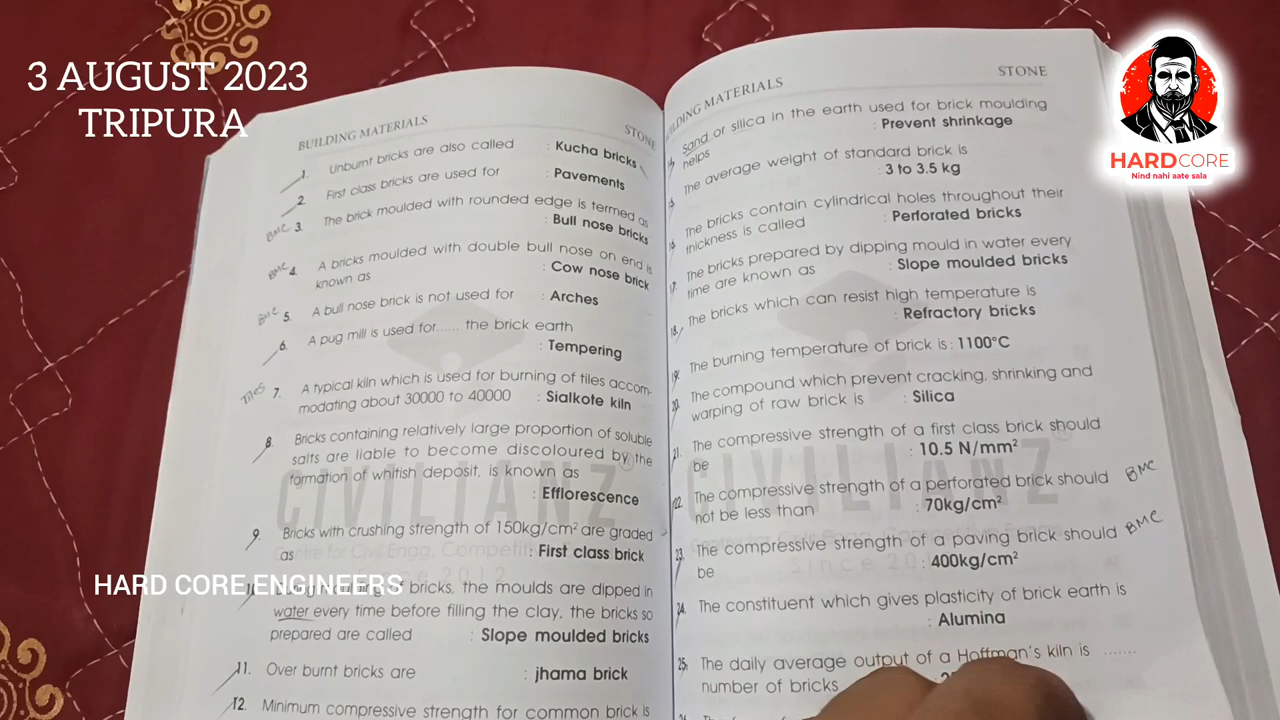 3 AUGUST 2023
TRIPURA
HARDCORE
Nind nahi aate sala
BUILDING MATERIALS
STONE
1. Unburnt bricks are also called : Kucha bricks
2. First class bricks are used for : Pavements
BMC 3. The brick moulded with rounded edge is termed as
: Bull nose bricks
BMC 4. A bricks moulded with double bull nose on end is
known as : Cow nose brick
BMC 5. A bull nose brick is not used for : Arches
6. A pug mill is used for...... the brick earth
: Tempering
Tiles 7. A typical kiln which is used for burning of tiles accom-
modating about 30000 to 40000 : Sialkote kiln
8. Bricks containing relatively large proportion of soluble
salts are liable to become discoloured by the
formation of whitish deposit, is known as
: Efflorescence
9. Bricks with crushing strength of 150kg/cm² are graded
as : First class brick
HARD CORE ENGINEERS
of bricks, the moulds are dipped in
water every time before filling the clay, the bricks so
prepared are called : Slope moulded bricks
11. Over burnt bricks are : jhama brick
12. Minimum compressive strength for common brick is
BUILDING MATERIALS
STONE
Sand or silica in the earth used for brick moulding
helps : Prevent shrinkage
The average weight of standard brick is
: 3 to 3.5 kg
16. The bricks contain cylindrical holes throughout their
thickness is called : Perforated bricks
17. The bricks prepared by dipping mould in water every
time are known as : Slope moulded bricks
18. The bricks which can resist high temperature is
: Refractory bricks
19. The burning temperature of brick is : 1100°C
20. The compound which prevent cracking, shrinking and
warping of raw brick is : Silica
21. The compressive strength of a first class brick should
be : 10.5 N/mm²
22. The compressive strength of a perforated brick should BMC
not be less than : 70kg/cm²
23. The compressive strength of a paving brick should BMC
be : 400kg/cm²
24. The constituent which gives plasticity of brick earth is
: Alumina
25. The daily average output of a Hoffman's kiln is .......
number of bricks
CIVILIANZ
CIVILIANZ
Since 20